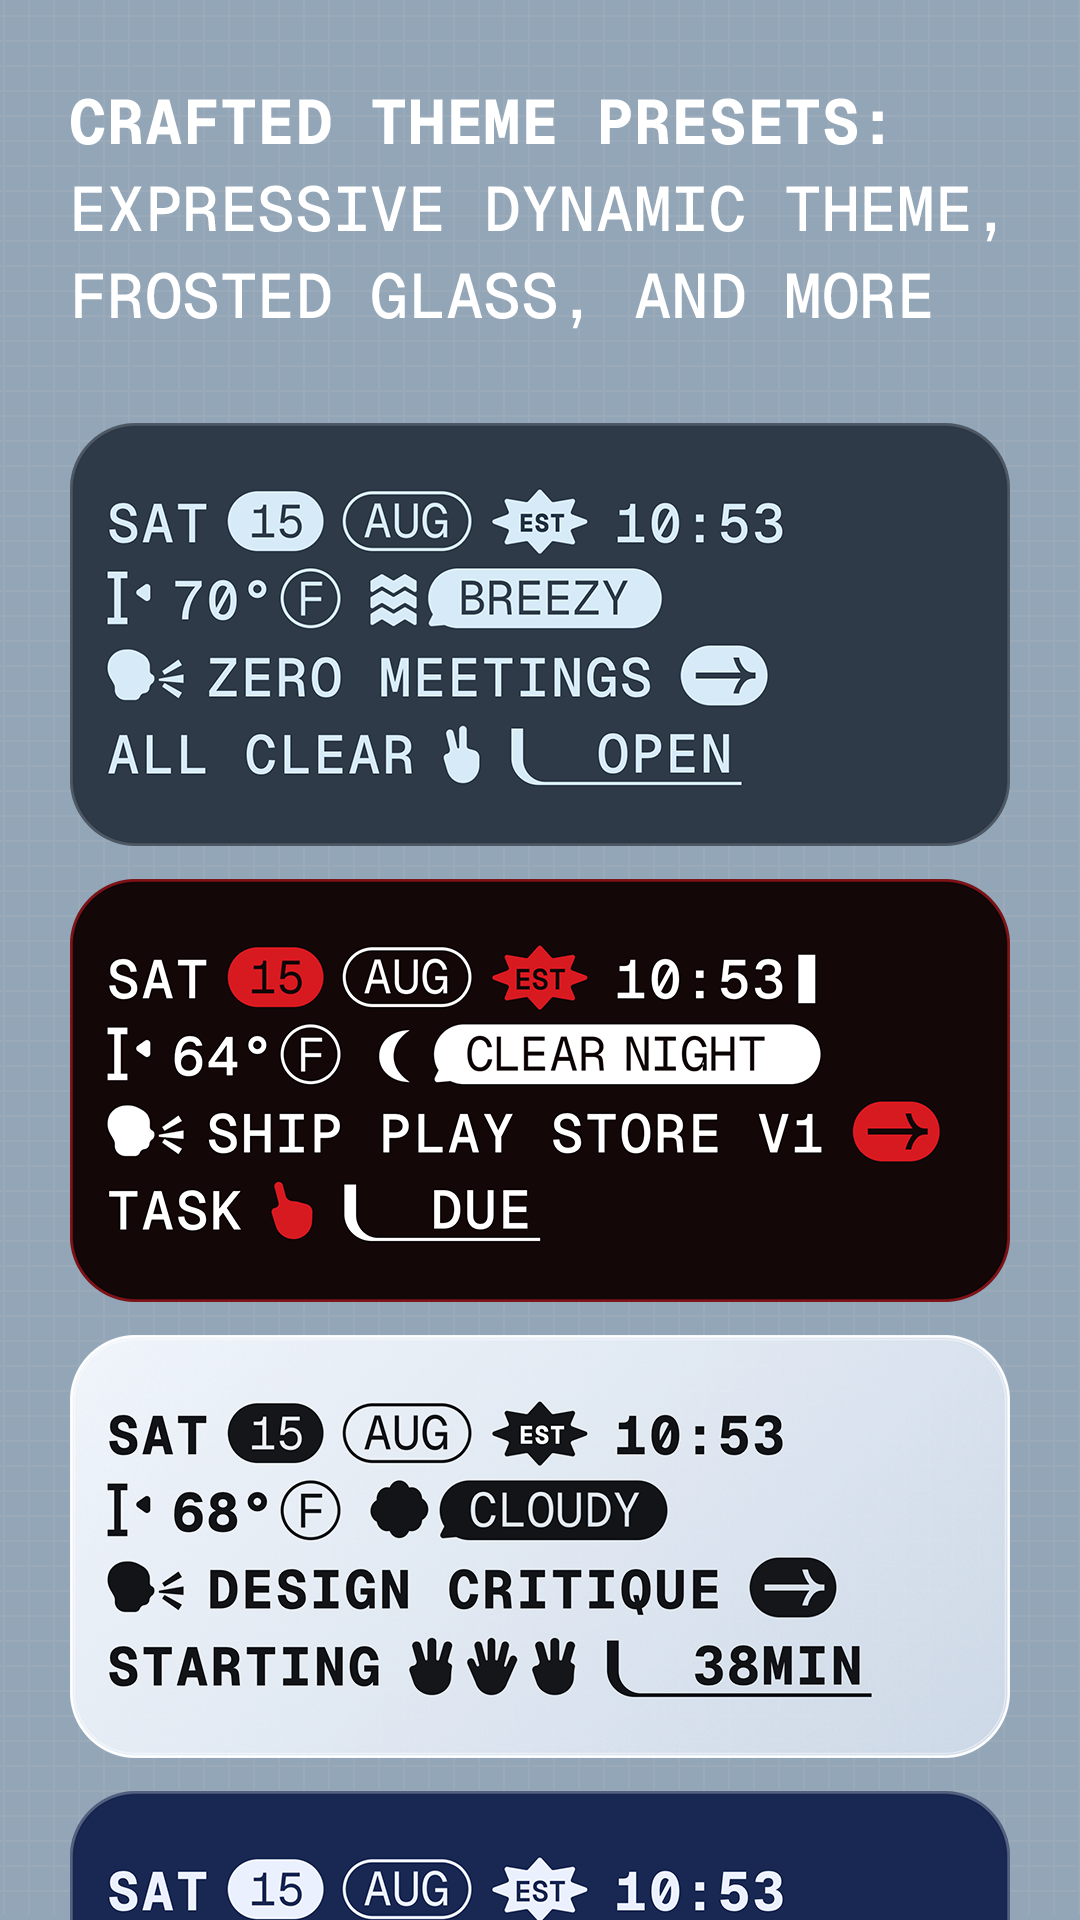 CRAFTED THEME PRESETS:
EXPRESSIVE DYNAMIC THEME,
FROSTED GLASS, AND MORE
SAT 15 AUG EST 10:53
70° F BREEZY
ZERO MEETINGS
ALL CLEAR OPEN
SAT 15 AUG EST 10:53
64° F CLEAR NIGHT
SHIP PLAY STORE V1
TASK DUE
SAT 15 AUG EST 10:53
68° F CLOUDY
DESIGN CRITIQUE
STARTING 38MIN
SAT 15 AUG EST 10:53